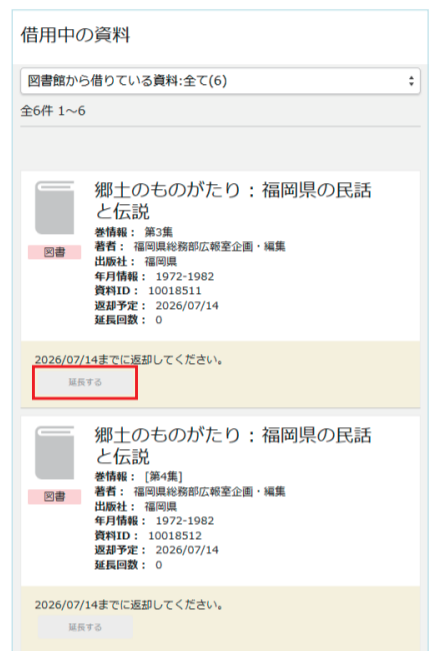 借用中の資料
図書館から借りている資料:全て(6)
全6件 1～6
郷土のものがたり：福岡県の民話
と伝説
巻情報： 第3集
著者： 福岡県総務部広報室企画・編集
図書
出版社： 福岡県
年月情報： 1972-1982
資料ID： 10018511
返却予定： 2026/07/14
延長回数： 0
2026/07/14までに返却してください。
延長する
郷土のものがたり：福岡県の民話
と伝説
巻情報： [第4集]
著者： 福岡県総務部広報室企画・編集
図書
出版社： 福岡県
年月情報： 1972-1982
資料ID： 10018512
返却予定： 2026/07/14
延長回数： 0
2026/07/14までに返却してください。
延長する